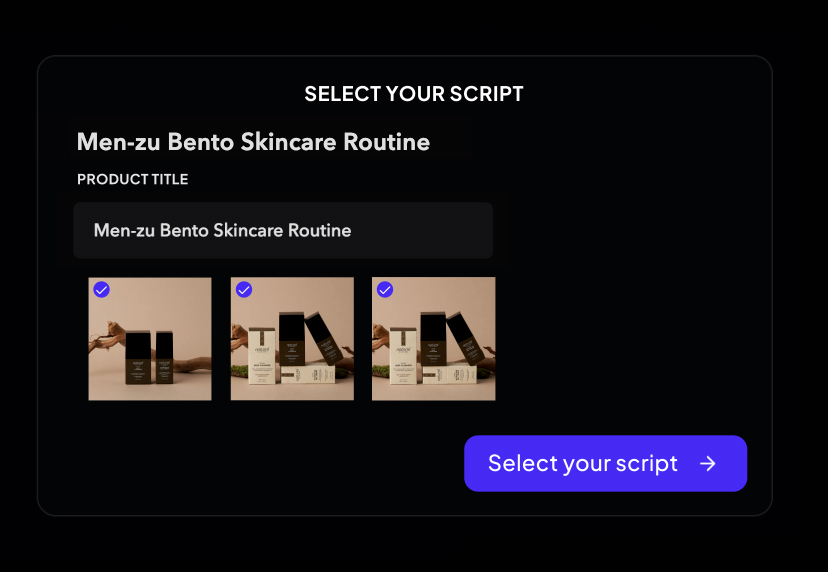 SELECT YOUR SCRIPT
Men-zu Bento Skincare Routine
PRODUCT TITLE
Men-zu Bento Skincare Routine
Select your script